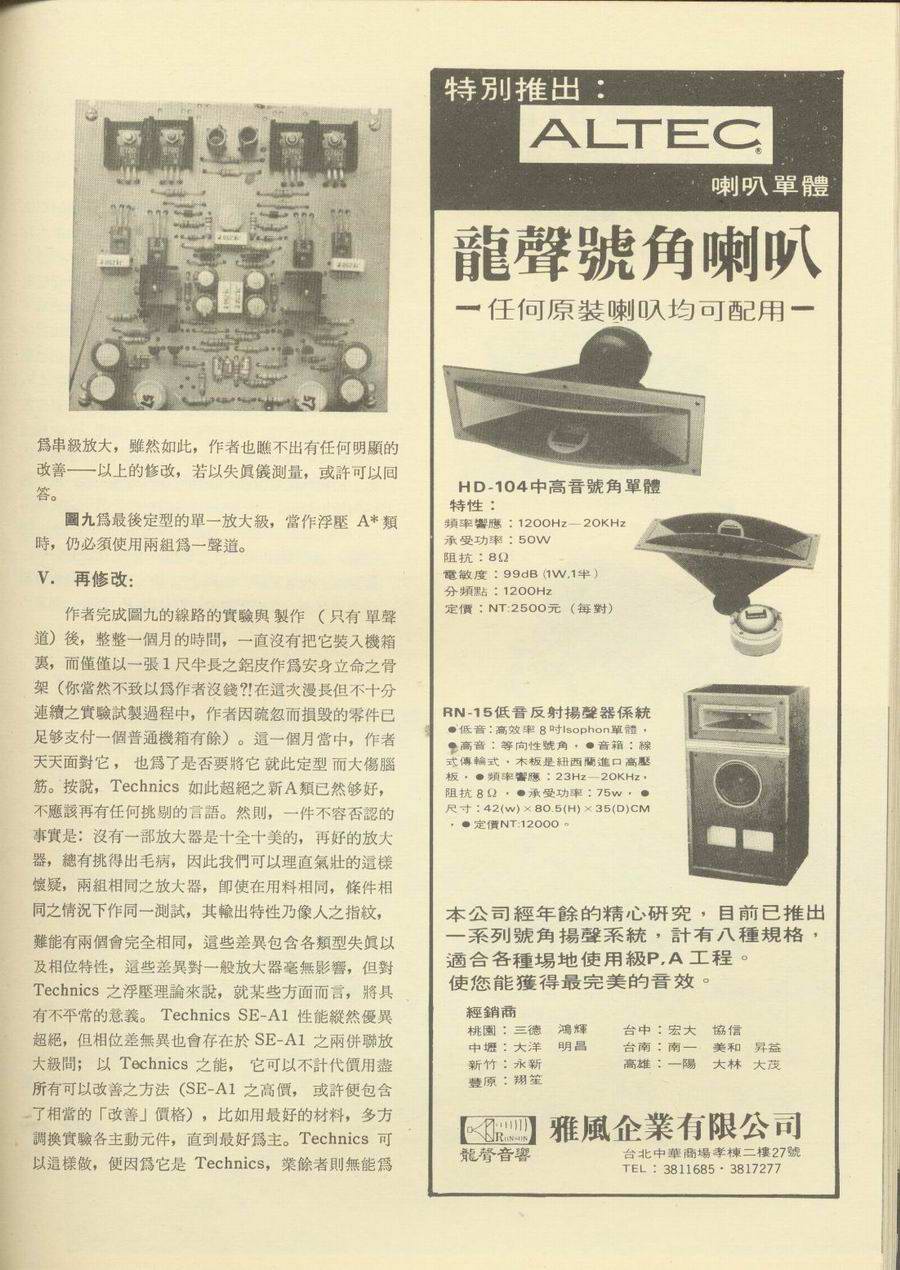 爲串級放大，雖然如此，作者也瞧不出有任何明顯的
改善——以上的修改，若以失眞儀測量，或許可以回
答。
圖九爲最後定型的單一放大級，當作浮壓 A* 類
時，仍必須使用兩組爲一聲道。
V. 再修改:
作者完成圖九的線路的實驗與製作 (只有單聲
道) 後，整整一個月的時間，一直沒有把它裝入機箱
裏，而僅僅以一張 1 尺半長之鋁皮作爲安身立命之骨
架 (你當然不致以爲作者沒錢?!在這次漫長但不十分
連續之實驗試製過程中，作者因疏忽而損毀的零件已
足够支付一個普通機箱有餘) 。這一個月當中，作者
天天面對它，也爲了是否要將它就此定型而大傷腦
筋。按說，Technics 如此超絕之新A類已然够好，
不應該再有任何挑剔的言語。然則，一件不容否認的
事實是: 沒有一部放大器是十全十美的，再好的放大
器，總有挑得出毛病，因此我們可以理直氣壯的這樣
懷疑，兩組相同之放大器，卽使在用料相同，條件相
同之情況下作同一測試，其輸出特性乃像人之指紋，
難能有兩個會完全相同，這些差異包含各類型失眞以
及相位特性，這些差異對一般放大器毫無影響，但對
Technics 之浮壓理論來說，就某些方面而言，將具
有不平常的意義。 Technics SE-A1 性能縱然優異
超絕，但相位差無異也會存在於 SE-A1 之兩併聯放
大級間; 以 Technics 之能，它可以不計代價用盡
所有可以改善之方法 (SE-A1 之高價，或許便包含
了相當的「改善」價格) ，比如用最好的材料，多方
調換實驗各主動元件，直到最好爲主。Technics 可
以這樣做，便因爲它是 Technics，業餘者則無能爲
特別推出：
ALTEC®
喇叭單體
龍聲號角喇叭
━任何原裝喇叭均可配用━
HD-104中高音號角單體
特性：
頻率響應：1200Hz—20KHz
承受功率：50W
阻抗：8Ω
電敏度：99dB (1W,1半)
分頻點：1200Hz
定價：NT:2500元（每對）
RN-15低音反射揚聲器係統
●低音：高效率8吋Isophon單體，
●高音：等向性號角，●音箱：線
式傳輸式，木板是紐西蘭進口高壓
板，●頻率響應：23Hz—20KHz，
阻抗8Ω，●承受功率：75w，●
尺寸：42(w)×80.5(H)×35(D)CM
，●定價NT:12000。
本公司經年餘的精心研究，目前已推出
一系列號角揚聲系統，計有八種規格，
適合各種場地使用級P.A工程。
使您能獲得最完美的音效。
經銷商
桃園：三德 鴻輝
中壢：大洋 明昌
新竹：永新
豐原：翔笙
台中：宏大 協信
台南：南一 美和 昇益
高雄：一陽 大林 大茂
龍聲音響
雅風企業有限公司
台北中華商場孝棟二樓27號
TEL：3811685·3817277